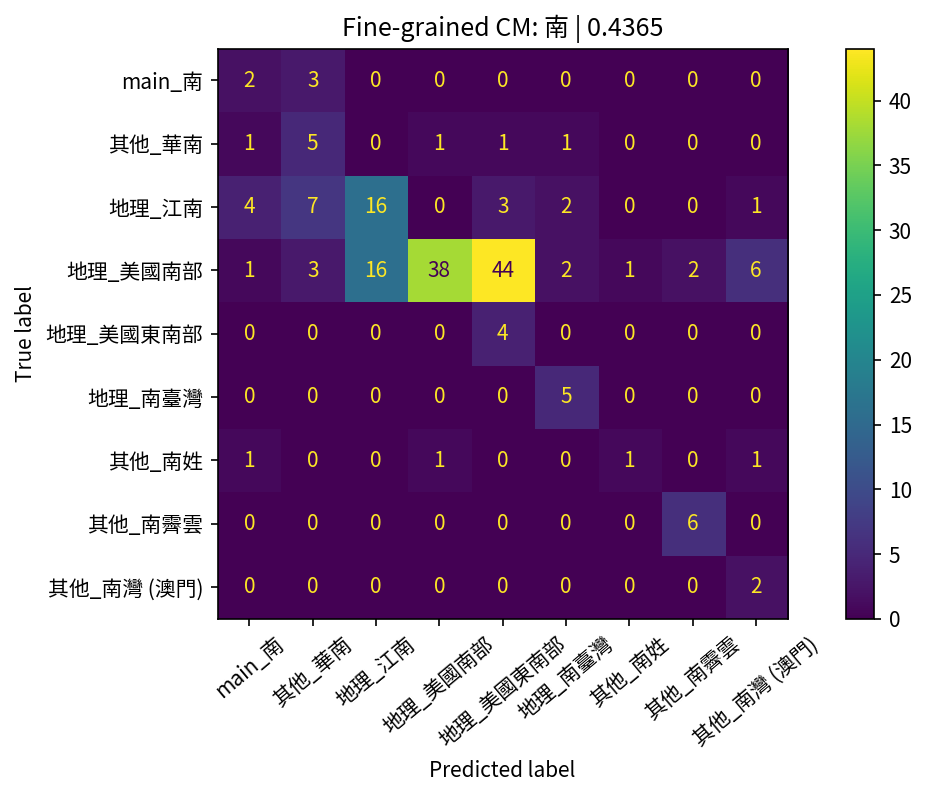 Fine-grained CM: 南 | 0.4365
True label
main_南 2 3 0 0 0 0 0 0 0
其他_華南 1 5 0 1 1 1 0 0 0
地理_江南 4 7 16 0 3 2 0 0 1
地理_美國南部 1 3 16 38 44 2 1 2 6
地理_美國東南部 0 0 0 0 4 0 0 0 0
地理_南臺灣 0 0 0 0 0 5 0 0 0
其他_南姓 1 0 0 1 0 0 1 0 1
其他_南霽雲 0 0 0 0 0 0 0 6 0
其他_南灣 (澳門) 0 0 0 0 0 0 0 0 2
main_南
其他_華南
地理_江南
地理_美國南部
地理_美國東南部
地理_南臺灣
其他_南姓
其他_南霽雲
其他_南灣 (澳門)
Predicted label
40
35
30
25
20
15
10
5
0